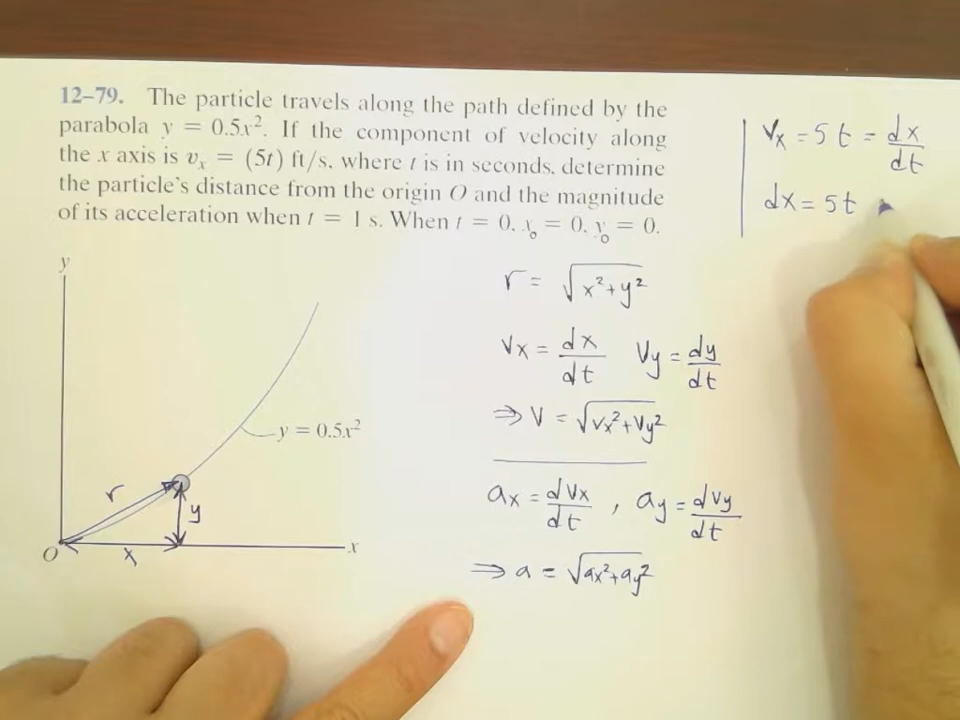 12–79. The particle travels along the path defined by the
parabola y = 0.5x². If the component of velocity along
the x axis is vₓ = (5t) ft/s, where t is in seconds, determine
the particle's distance from the origin O and the magnitude
of its acceleration when t = 1 s. When t = 0, x₀ = 0, y₀ = 0.
y
y = 0.5x²
r
y
O
x
x
r = √(x²+y²)
Vx = dx/dt Vy = dy/dt
⇒ V = √(Vx²+Vy²)
ax = dVx/dt , ay = dVy/dt
⇒ a = √(ax²+ay²)
Vx = 5t = dx/dt
dx = 5t